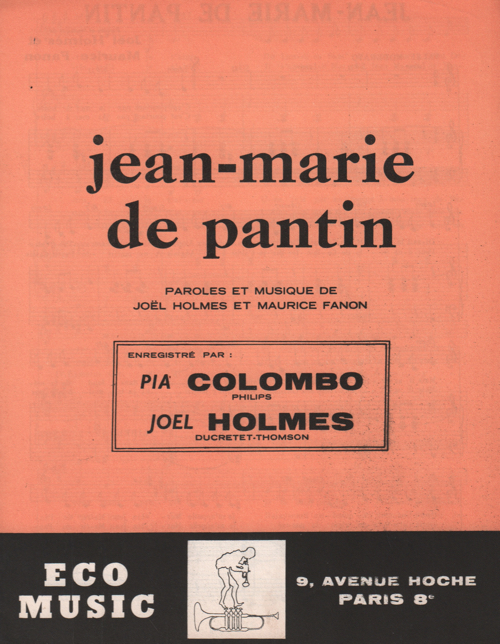 jean-marie
de pantin
PAROLES ET MUSIQUE DE
JOËL HOLMES ET MAURICE FANON
ENREGISTRÉ PAR :
PIA COLOMBO
PHILIPS
JOEL HOLMES
DUCRETET-THOMSON
ECO
MUSIC
9, AVENUE HOCHE
PARIS 8e